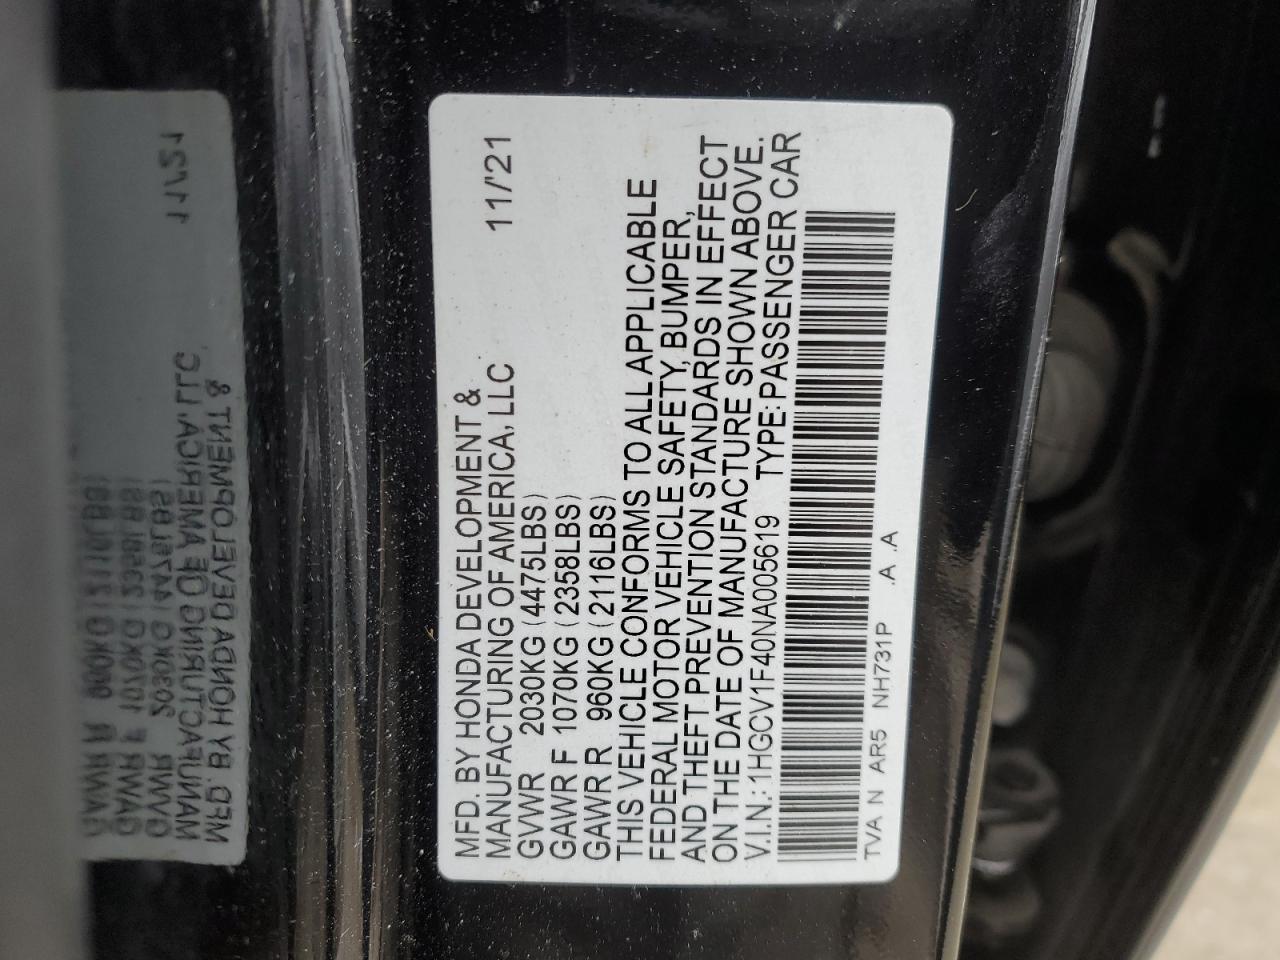 MFD. BY HONDA DEVELOPMENT &
MANUFACTURING OF AMERICA, LLC 11/'21
GVWR 2030KG (4475LBS)
GAWR F 1070KG (2358LBS)
GAWR R 960KG (2116LBS)
THIS VEHICLE CONFORMS TO ALL APPLICABLE
FEDERAL MOTOR VEHICLE SAFETY, BUMPER,
AND THEFT PREVENTION STANDARDS IN EFFECT
ON THE DATE OF MANUFACTURE SHOWN ABOVE.
V.I.N.: 1HGCV1F40NA005619 TYPE: PASSENGER CAR
TVA N AR5 NH731P .A .A